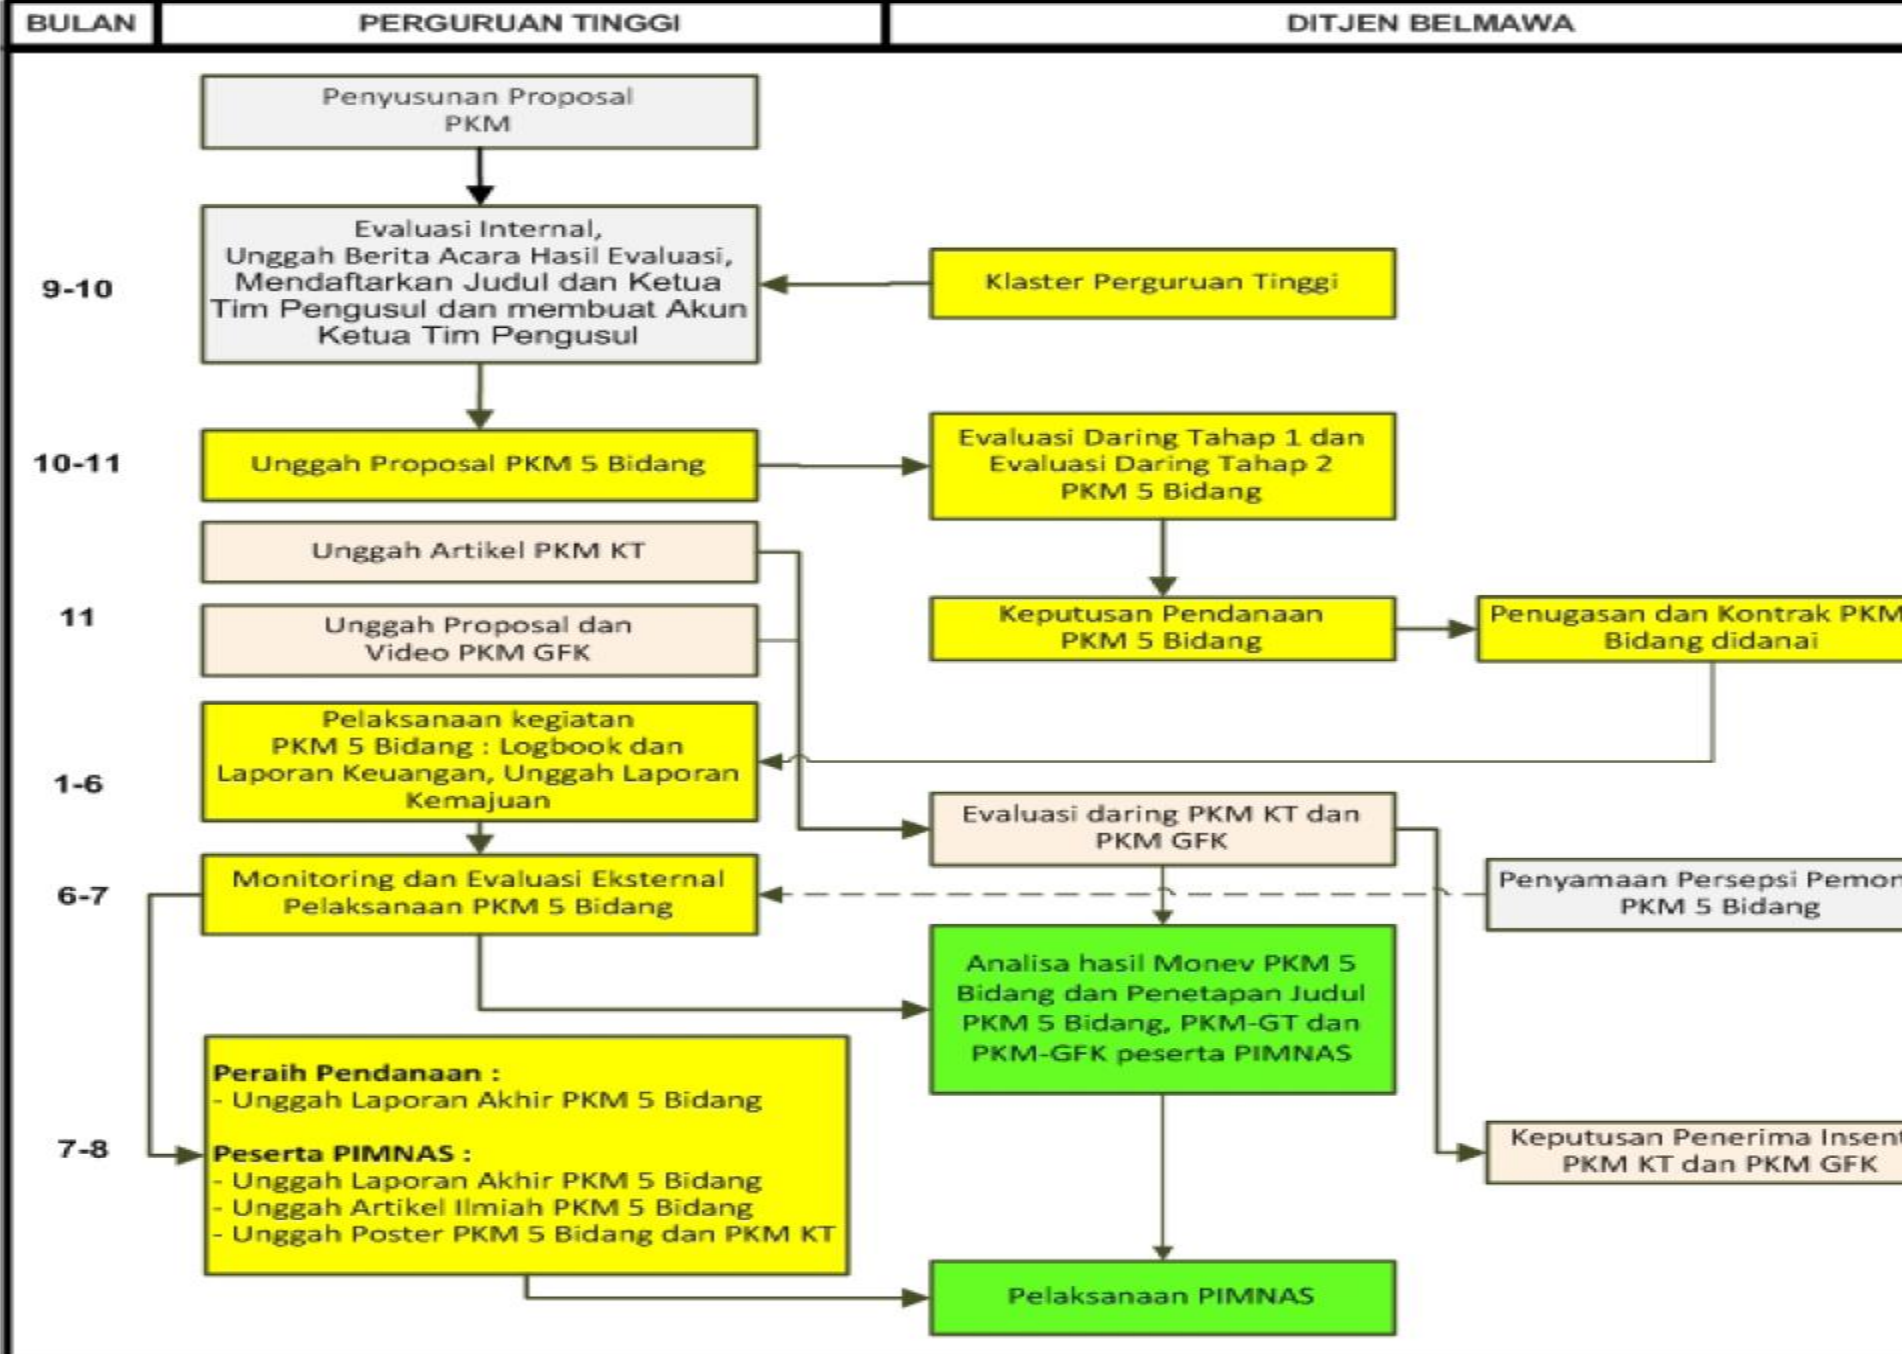 BULAN
PERGURUAN TINGGI
DITJEN BELMAWA
Penyusunan Proposal
PKM
9-10
Evaluasi Internal,
Unggah Berita Acara Hasil Evaluasi,
Mendaftarkan Judul dan Ketua
Tim Pengusul dan membuat Akun
Ketua Tim Pengusul
Klaster Perguruan Tinggi
10-11
Unggah Proposal PKM 5 Bidang
Evaluasi Daring Tahap 1 dan
Evaluasi Daring Tahap 2
PKM 5 Bidang
Unggah Artikel PKM KT
11
Unggah Proposal dan
Video PKM GFK
Keputusan Pendanaan
PKM 5 Bidang
Penugasan dan Kontrak PKM
Bidang didanai
1-6
Pelaksanaan kegiatan
PKM 5 Bidang : Logbook dan
Laporan Keuangan, Unggah Laporan
Kemajuan
Evaluasi daring PKM KT dan
PKM GFK
6-7
Monitoring dan Evaluasi Eksternal
Pelaksanaan PKM 5 Bidang
Penyamaan Persepsi
PKM 5 Bidang
Analisa hasil Monev PKM 5
Bidang dan Penetapan Judul
PKM 5 Bidang, PKM-GT dan
PKM-GFK peserta PIMNAS
7-8
Peraih Pendanaan :
- Unggah Laporan Akhir PKM 5 Bidang
Peserta PIMNAS :
- Unggah Laporan Akhir PKM 5 Bidang
- Unggah Artikel Ilmiah PKM 5 Bidang
- Unggah Poster PKM 5 Bidang dan PKM KT
Keputusan Penerima
PKM KT dan PKM GFK
Pelaksanaan PIMNAS